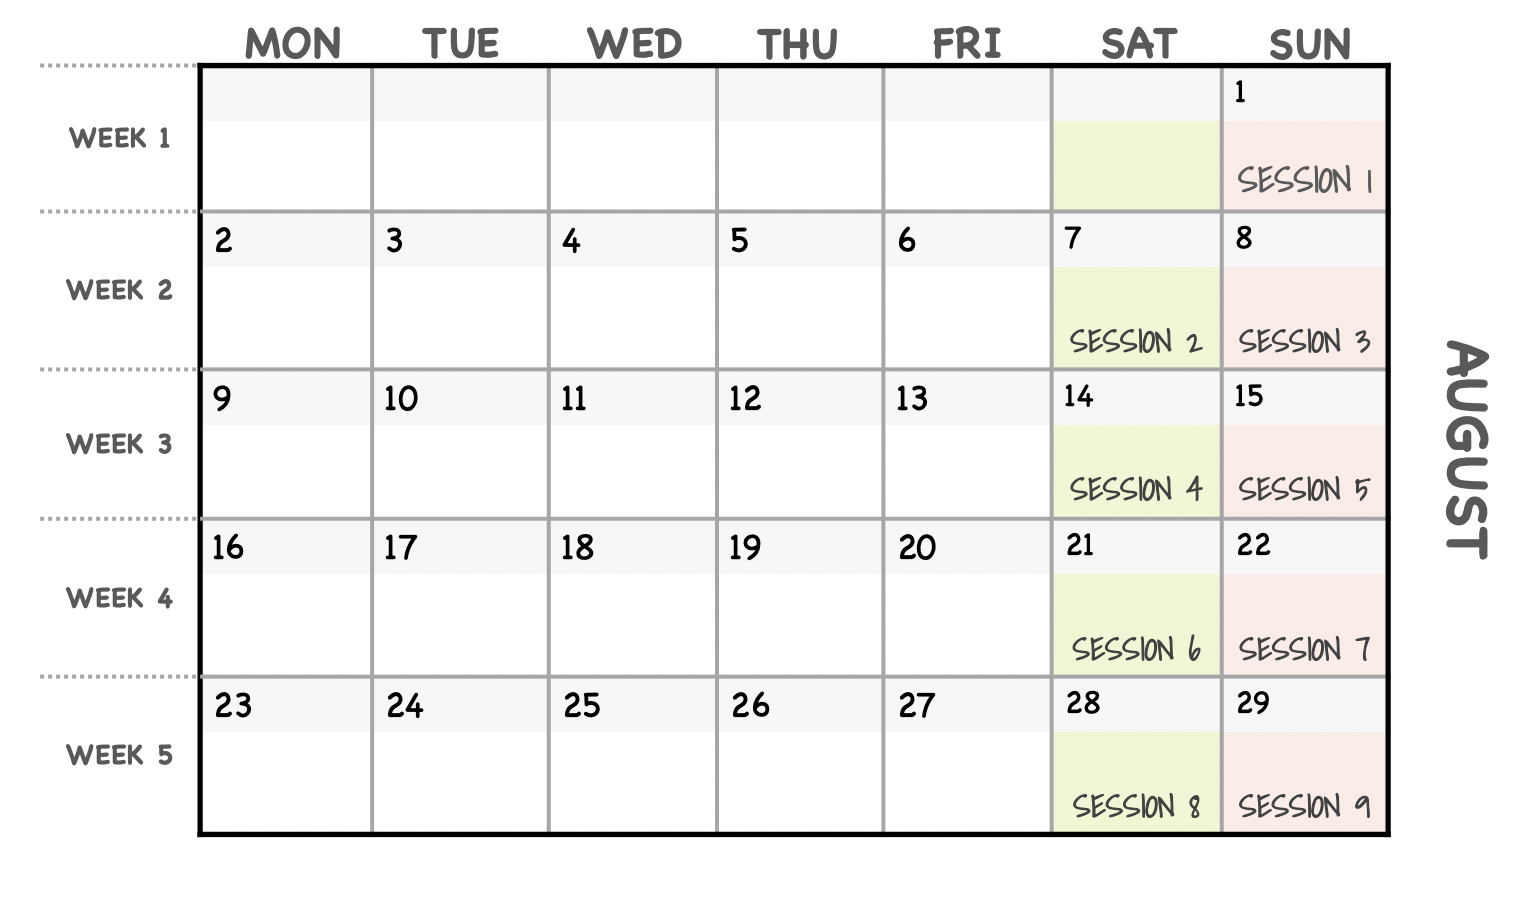 MON TUE WED THU FRI SAT SUN
WEEK 1
1
SESSION 1
2 3 4 5 6 7 8
WEEK 2
SESSION 2 SESSION 3
9 10 11 12 13 14 15
WEEK 3
SESSION 4 SESSION 5
16 17 18 19 20 21 22
WEEK 4
SESSION 6 SESSION 7
23 24 25 26 27 28 29
WEEK 5
SESSION 8 SESSION 9
AUGUST